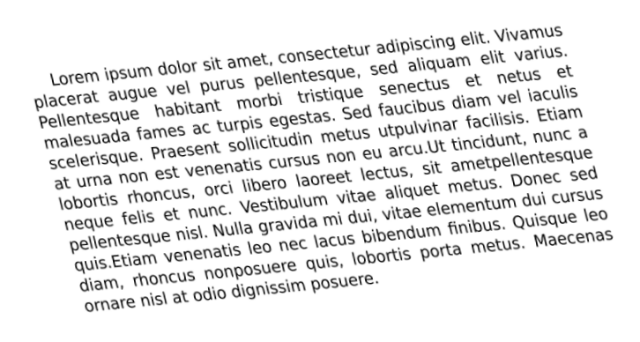 Lorem ipsum dolor sit amet, consectetur adipiscing elit. Vivamus
placerat augue vel purus pellentesque, sed aliquam elit varius.
Pellentesque habitant morbi tristique senectus et netus et
malesuada fames ac turpis egestas. Sed faucibus diam vel iaculis
scelerisque. Praesent sollicitudin metus utpulvinar facilisis. Etiam
at urna non est venenatis cursus non eu arcu.Ut tincidunt, nunc a
lobortis rhoncus, orci libero laoreet lectus, sit ametpellentesque
neque felis et nunc. Vestibulum vitae aliquet metus. Donec sed
pellentesque nisl. Nulla gravida mi dui, vitae elementum dui cursus
quis.Etiam venenatis leo nec lacus bibendum finibus. Quisque leo
diam, rhoncus nonposuere quis, lobortis porta metus. Maecenas
ornare nisl at odio dignissim posuere.